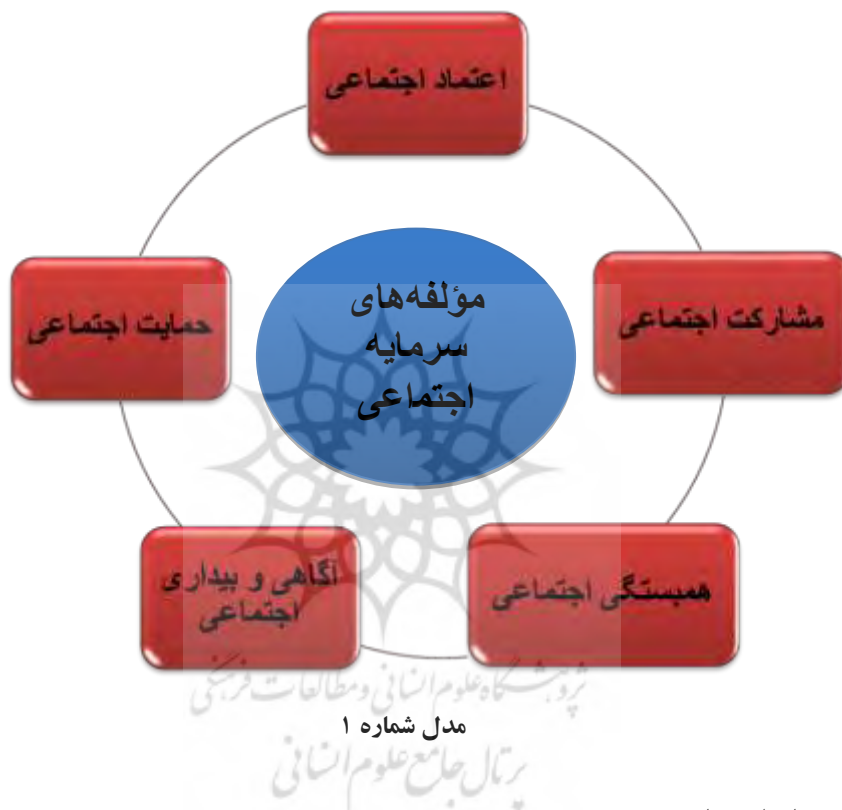 اعتماد اجتماعی
مشارکت اجتماعی
همبستگی اجتماعی
آگاهی و بیداری
اجتماعی
حمایت اجتماعی
مؤلفه‌های
سرمایه
اجتماعی
پژوهشگاه علوم انسانی و مطالعات فرهنگی
مدل شماره ۱
پرتال جامع علوم انسانی